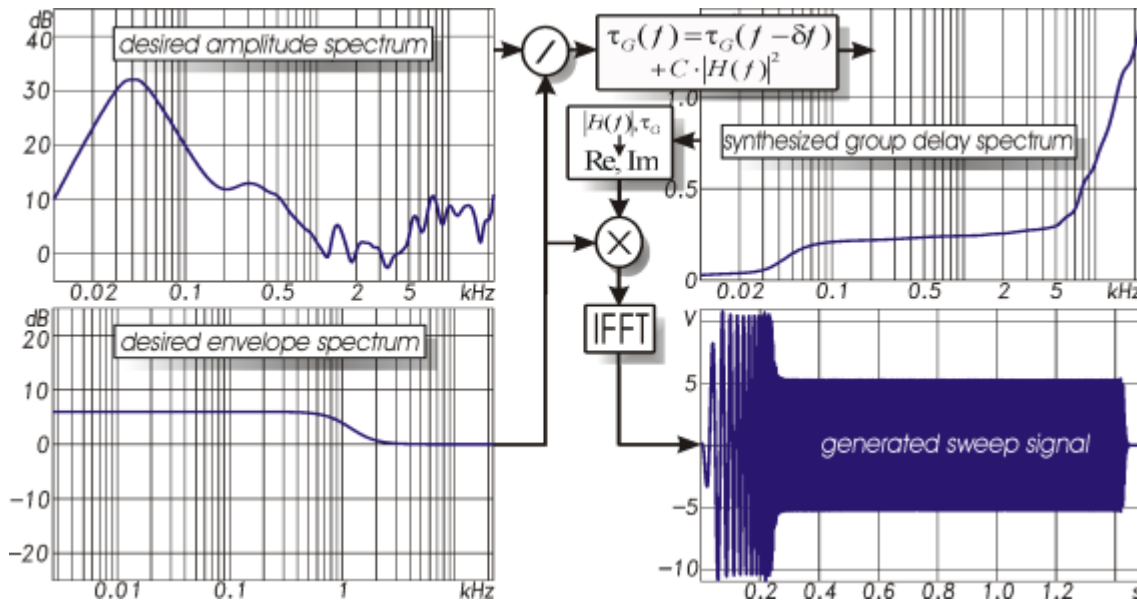 dB
40
30
20
10
0
desired amplitude spectrum
0.02 0.1 0.5 2 5 kHz
/
τG(f)=τG(f−δf)
+C·|H(f)|²
|H(f)|,τG
Re, Im
×
IFFT
1.0
0.5
0
synthesized group delay spectrum
0.02 0.1 0.5 2 5 kHz
dB
20
10
0
−10
−20
desired envelope spectrum
0.01 0.1 1 kHz
V
5
−5
−10
generated sweep signal
0.2 0.4 0.6 0.8 1.0 1.2 s